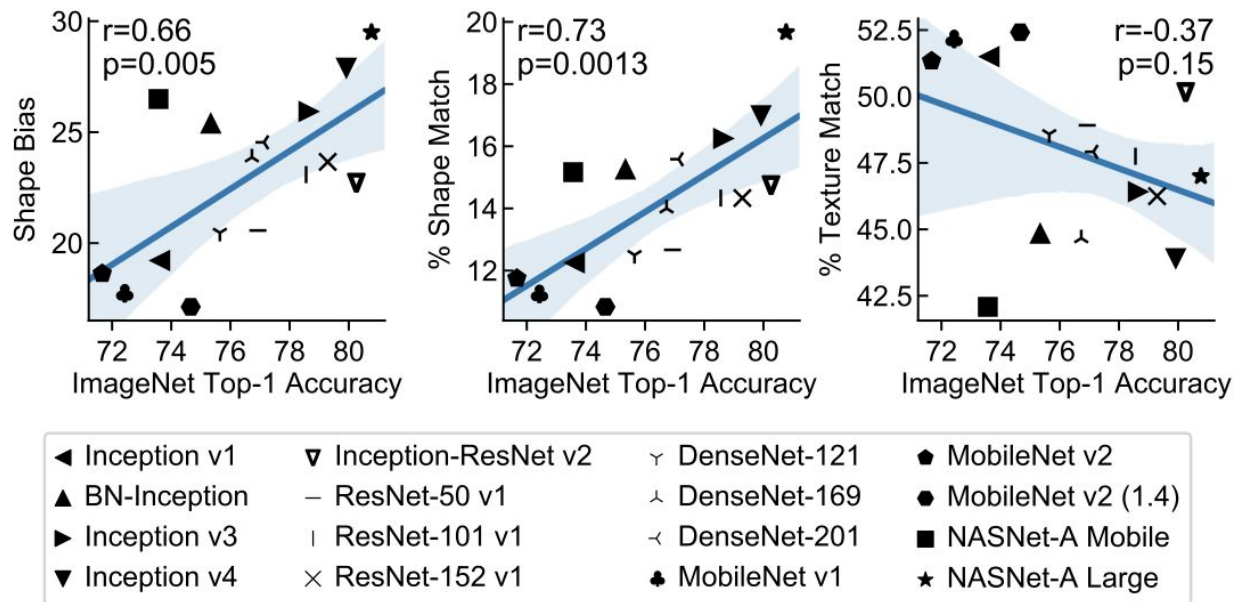 r=0.66
p=0.005
Shape Bias
30
25
20
72 74 76 78 80
ImageNet Top-1 Accuracy
r=0.73
p=0.0013
% Shape Match
20
18
16
14
12
72 74 76 78 80
ImageNet Top-1 Accuracy
r=-0.37
p=0.15
% Texture Match
52.5
50.0
47.5
45.0
42.5
72 74 76 78 80
ImageNet Top-1 Accuracy
Inception v1
BN-Inception
Inception v3
Inception v4
Inception-ResNet v2
ResNet-50 v1
ResNet-101 v1
ResNet-152 v1
DenseNet-121
DenseNet-169
DenseNet-201
MobileNet v1
MobileNet v2
MobileNet v2 (1.4)
NASNet-A Mobile
NASNet-A Large